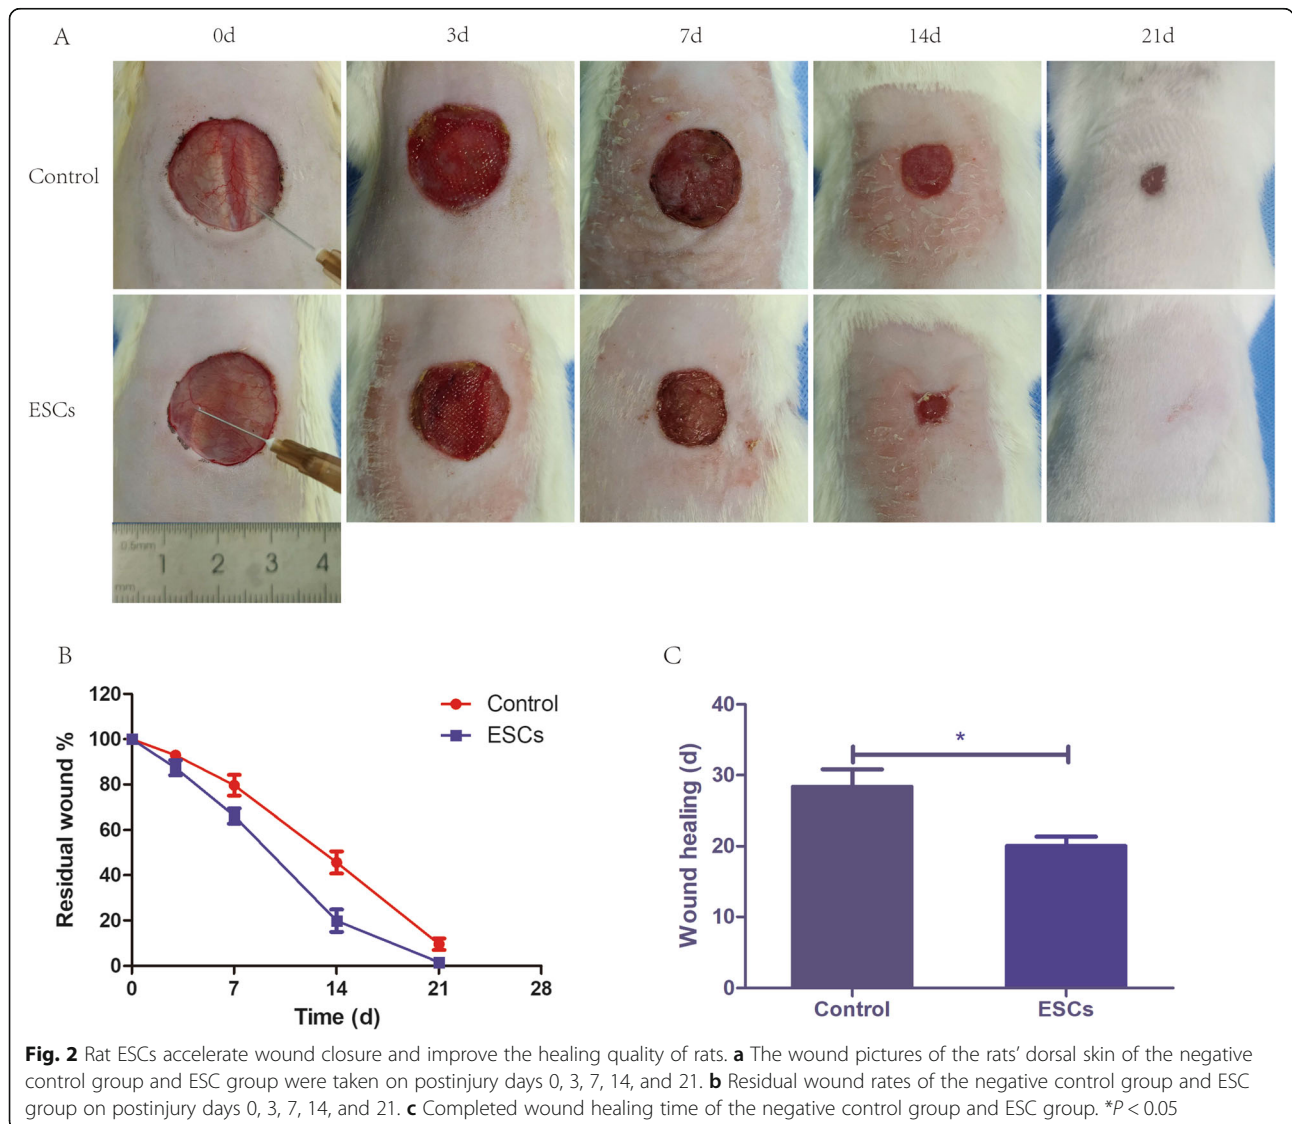 A 0d 3d 7d 14d 21d
Control
ESCs
0.5mm
1 2 3 4
mm
B
120
100
80
60
40
20
0
Residual wound %
Control
ESCs
0 7 14 21 28
Time (d)
C
40
30
20
10
0
Wound healing (d)
*
Control ESCs
Fig. 2 Rat ESCs accelerate wound closure and improve the healing quality of rats. a The wound pictures of the rats’ dorsal skin of the negative
control group and ESC group were taken on postinjury days 0, 3, 7, 14, and 21. b Residual wound rates of the negative control group and ESC
group on postinjury days 0, 3, 7, 14, and 21. c Completed wound healing time of the negative control group and ESC group. *P < 0.05